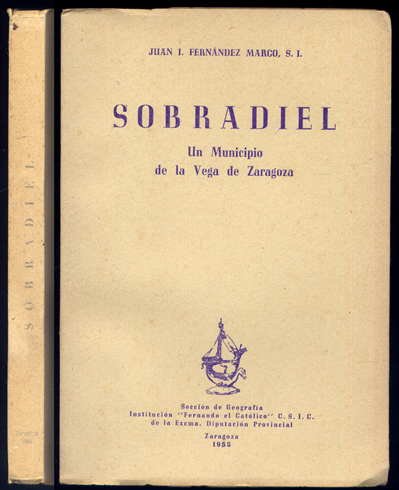 SOBRADIEL
JUAN I. FERNÁNDEZ MARCO, S. I.
SOBRADIEL
Un Municipio
de la Vega de Zaragoza
Sección de Geografía
Institución "Fernando el Católico" C. S. I. C.
de la Excma. Diputación Provincial
Zaragoza
1955